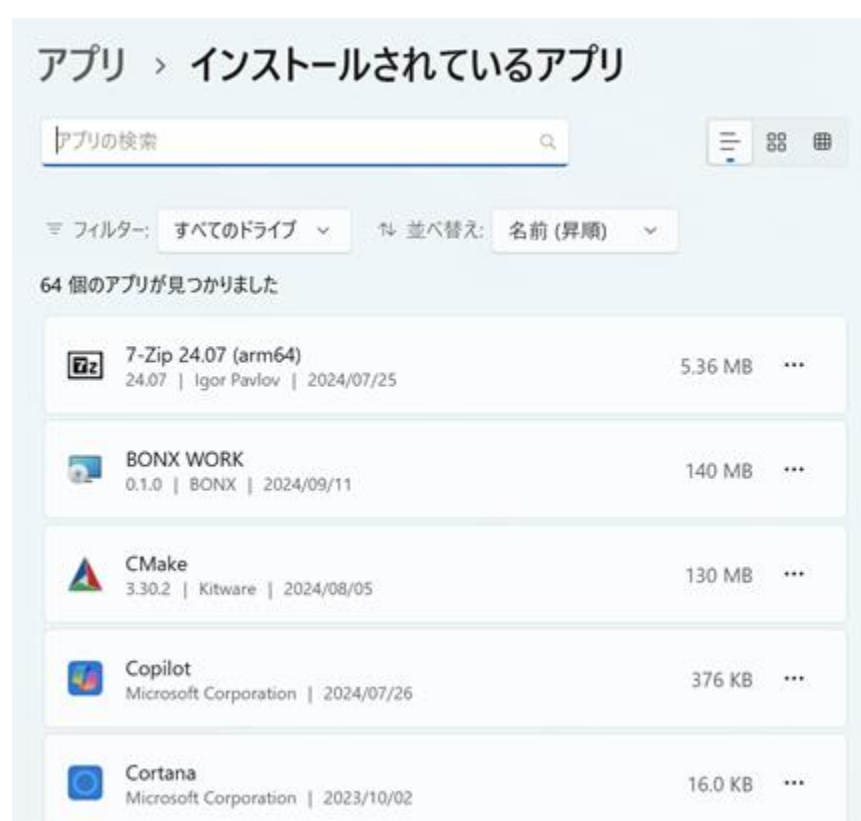 アプリ › インストールされているアプリ
アプリの検索
フィルター: すべてのドライブ 並べ替え: 名前 (昇順)
64 個のアプリが見つかりました
7-Zip 24.07 (arm64)
24.07 | Igor Pavlov | 2024/07/25
5.36 MB
BONX WORK
0.1.0 | BONX | 2024/09/11
140 MB
CMake
3.30.2 | Kitware | 2024/08/05
130 MB
Copilot
Microsoft Corporation | 2024/07/26
376 KB
Cortana
Microsoft Corporation | 2023/10/02
16.0 KB